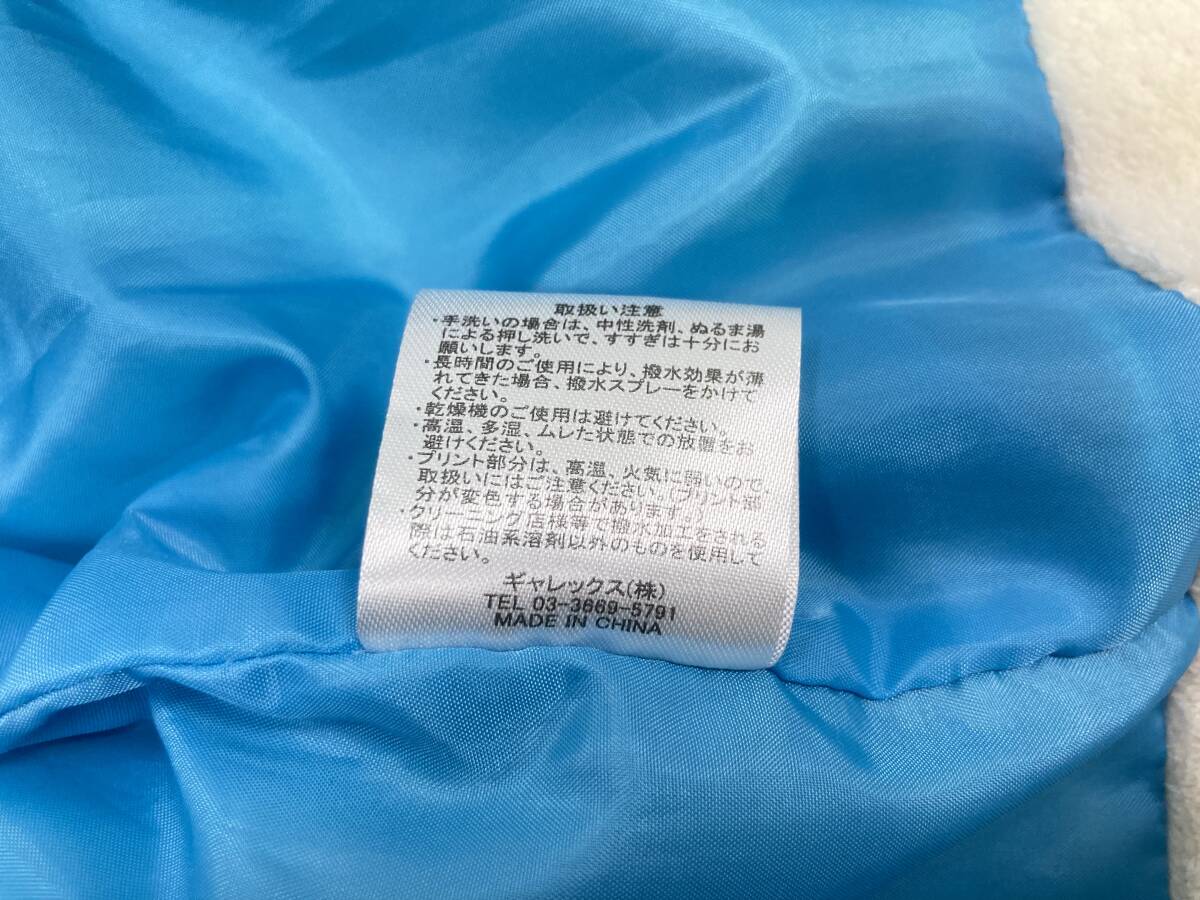 取扱い注意
・手洗いの場合は、中性洗剤、ぬるま湯
による押し洗いで、すすぎは十分にお
願いします。
・長時間のご使用により、撥水効果が薄
れてきた場合、撥水スプレーをかけて
ください。
・乾燥機のご使用は避けてください。
・高温、多湿、ムレた状態での放置をお
避けください。
・プリント部分は、高温、火気に弱いので、
取扱いにはご注意ください。(プリント部
分が変色する場合があります。)
・クリーニング店様等で撥水加工をされる
際は石油系溶剤以外のものを使用して
ください。
ギャレックス(株)
TEL 03-3669-5791
MADE IN CHINA